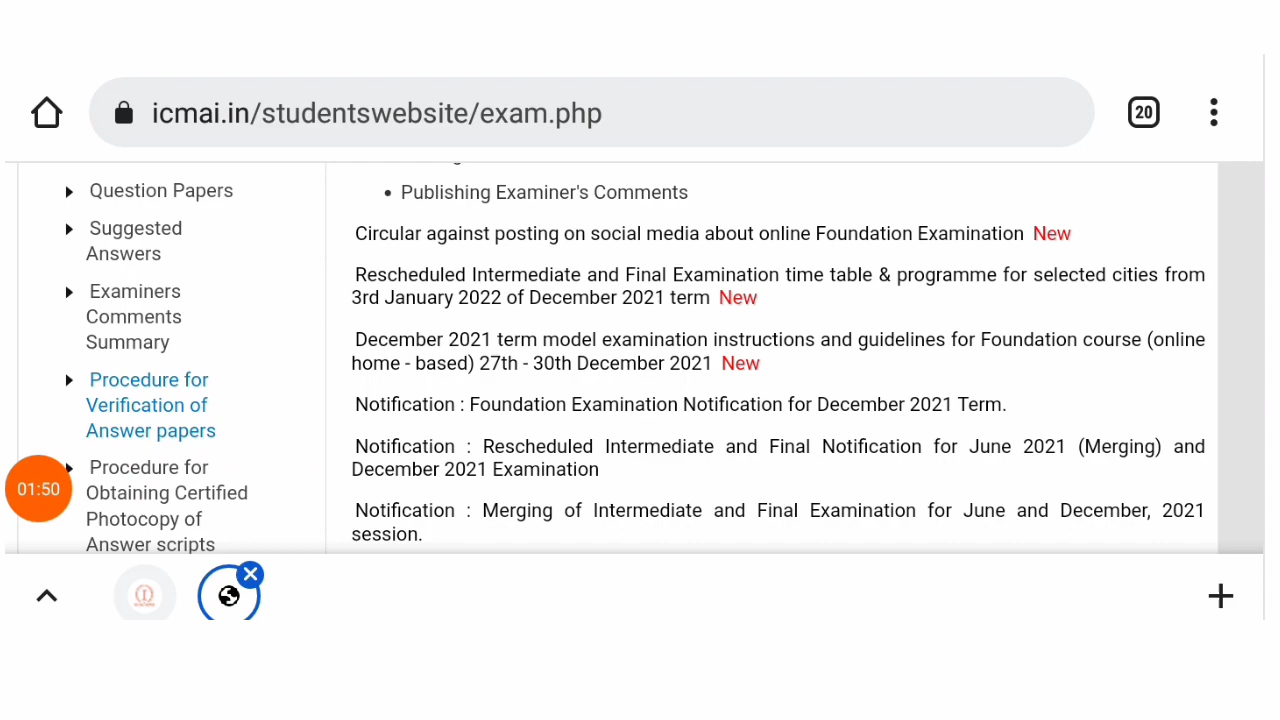 icmai.in/studentswebsite/exam.php
20
Question Papers
Suggested
Answers
Examiners
Comments
Summary
Procedure for
Verification of
Answer papers
Procedure for
Obtaining Certified
Photocopy of
Answer scripts
01:50
Publishing Examiner's Comments
Circular against posting on social media about online Foundation Examination New
Rescheduled Intermediate and Final Examination time table & programme for selected cities from
3rd January 2022 of December 2021 term New
December 2021 term model examination instructions and guidelines for Foundation course (online
home - based) 27th - 30th December 2021 New
Notification : Foundation Examination Notification for December 2021 Term.
Notification : Rescheduled Intermediate and Final Notification for June 2021 (Merging) and
December 2021 Examination
Notification : Merging of Intermediate and Final Examination for June and December, 2021
session.